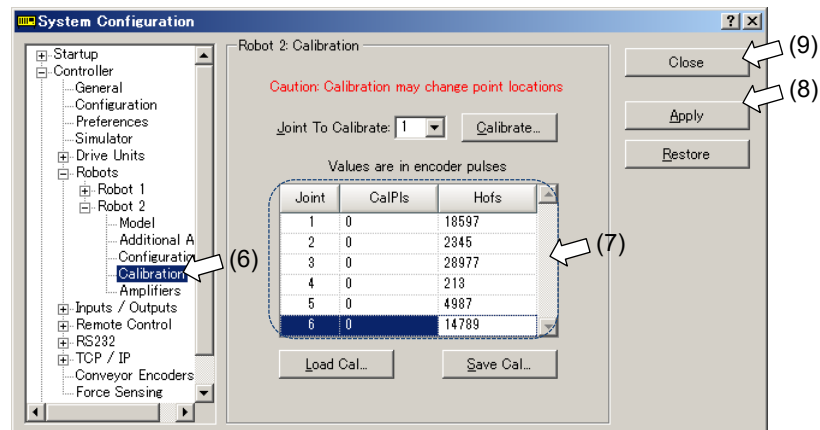 System Configuration
Startup
Controller
General
Configuration
Preferences
Simulator
Drive Units
Robots
Robot 1
Robot 2
Model
Additional A
Configuratio
Calibration
Amplifiers
Inputs / Outputs
Remote Control
RS232
TCP / IP
Conveyor Encoders
Force Sensing
(6)
Robot 2: Calibration
Caution: Calibration may change point locations
Joint To Calibrate: 1 Calibrate...
Values are in encoder pulses
Joint CalPls Hofs
1 0 18597
2 0 2345
3 0 28977
4 0 213
5 0 4987
6 0 14789
(7)
Load Cal... Save Cal...
Close (9)
Apply (8)
Restore